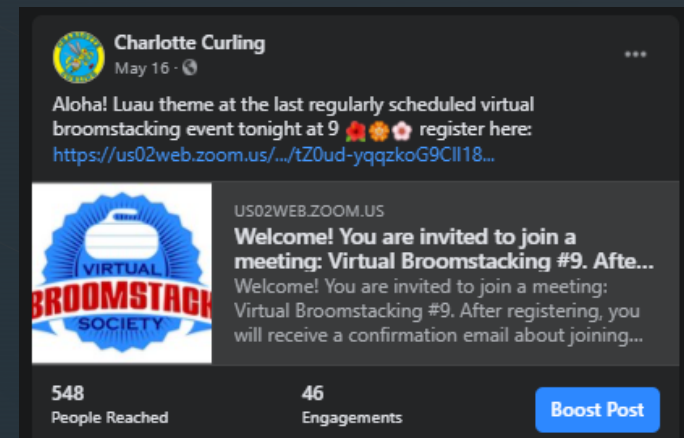 Charlotte Curling
May 16 ·
Aloha! Luau theme at the last regularly scheduled virtual
broomstacking event tonight at 9 🌺🌼🌸 register here:
https://us02web.zoom.us/.../tZ0ud-yqqzkoG9CIl18...
VIRTUAL
BROOMSTACK
SOCIETY
US02WEB.ZOOM.US
Welcome! You are invited to join a
meeting: Virtual Broomstacking #9. Afte...
Welcome! You are invited to join a meeting:
Virtual Broomstacking #9. After registering, you
will receive a confirmation email about joining...
548
People Reached
46
Engagements
Boost Post